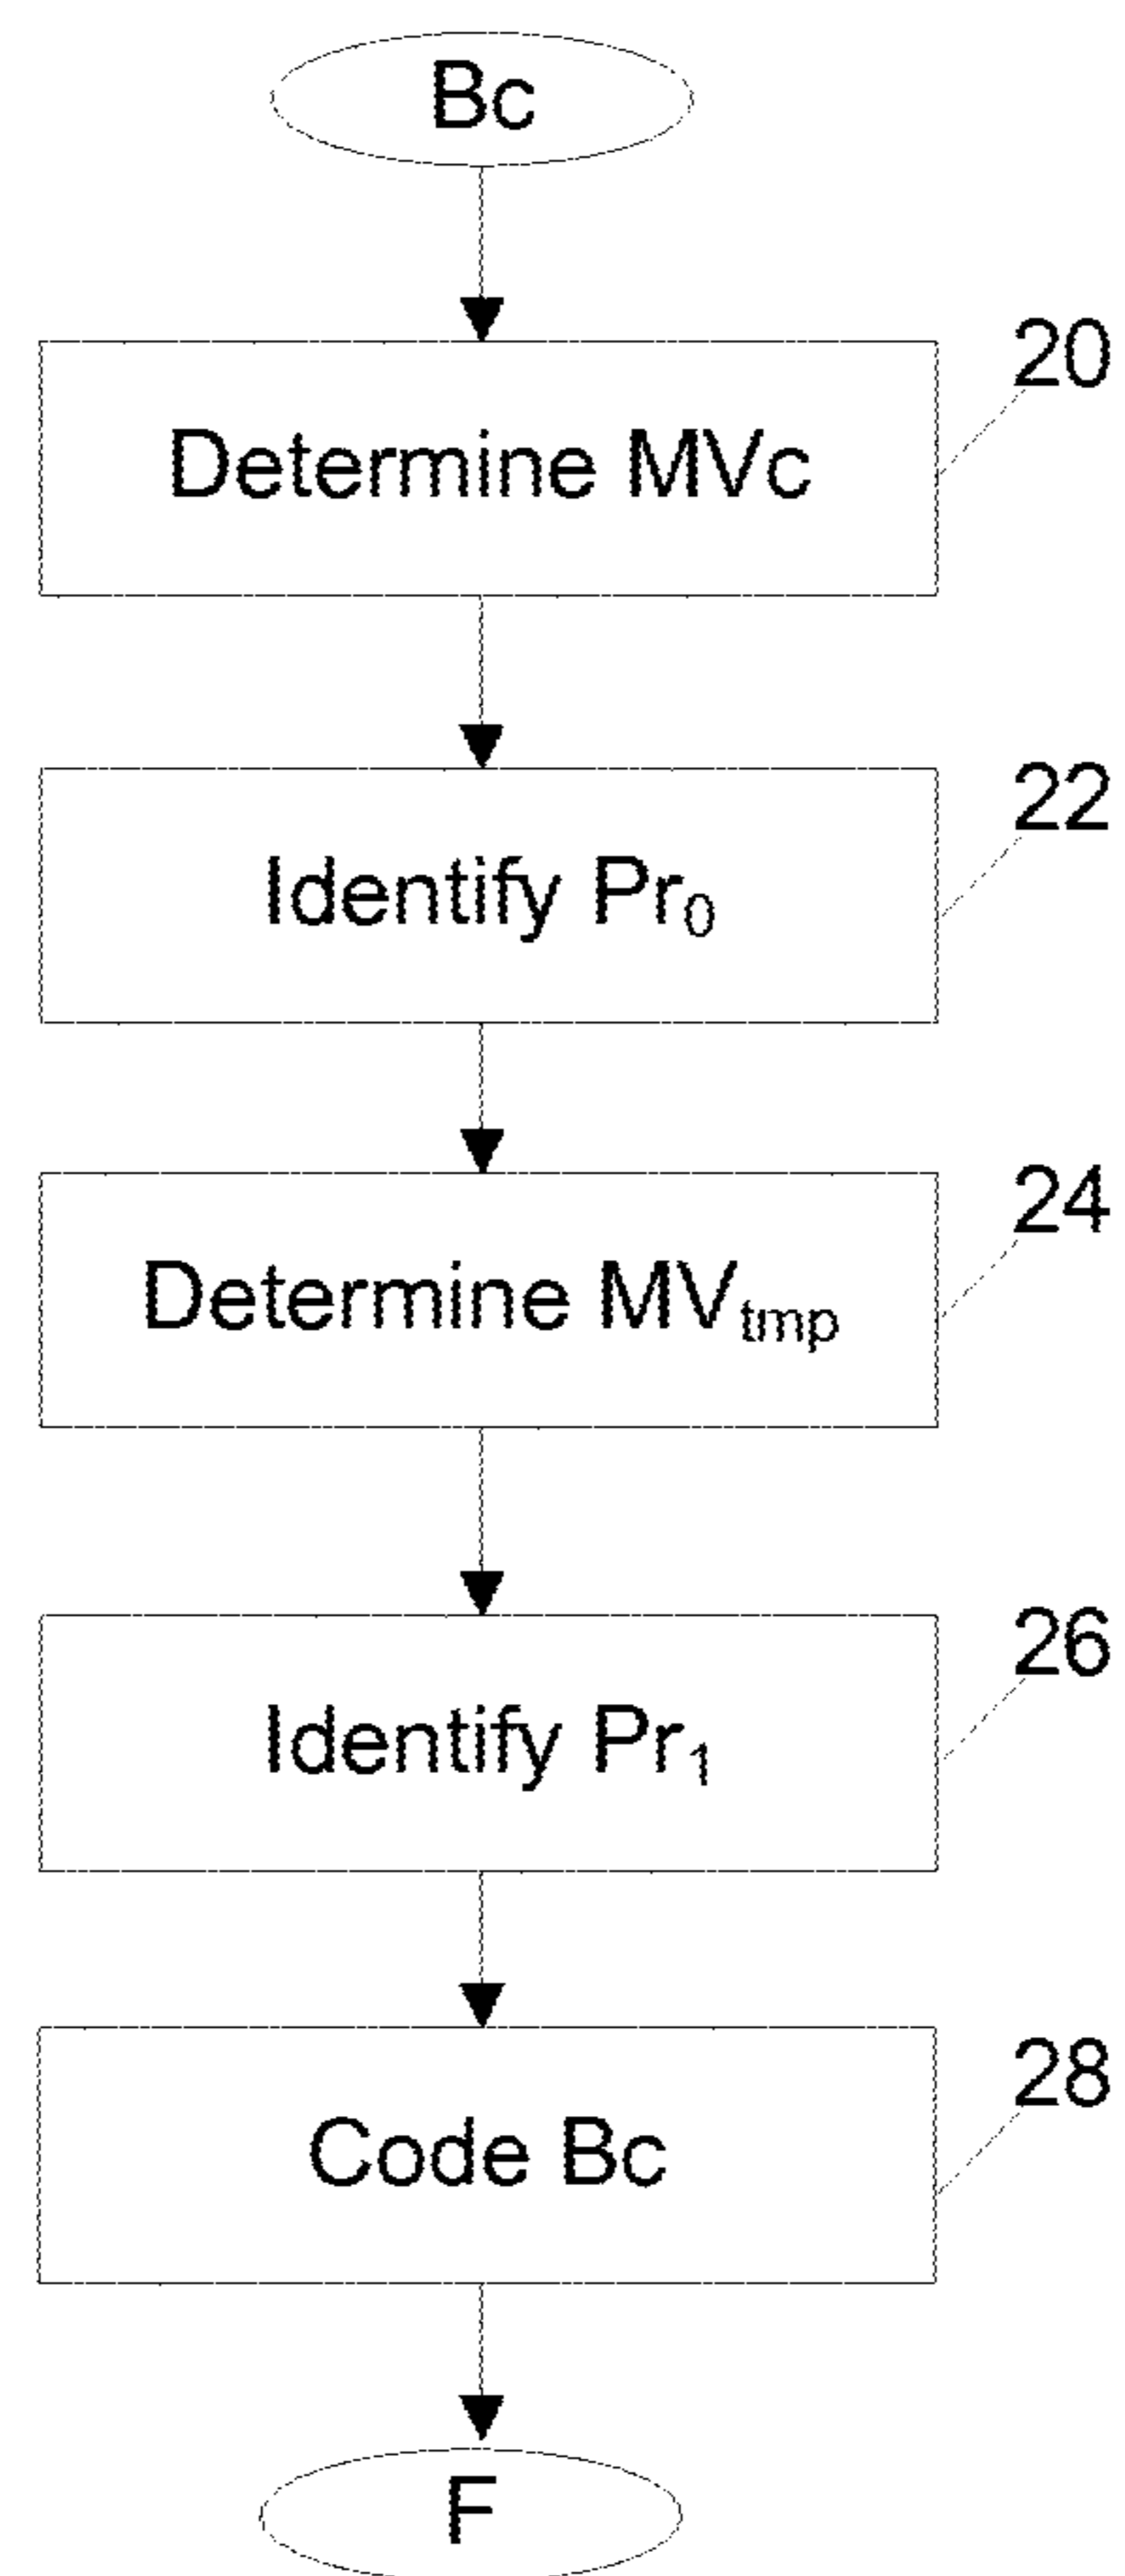 Bc
20
Determine MVc
22
Identify Pr₀
24
Determine MVtmp
26
Identify Pr₁
28
Code Bc
F